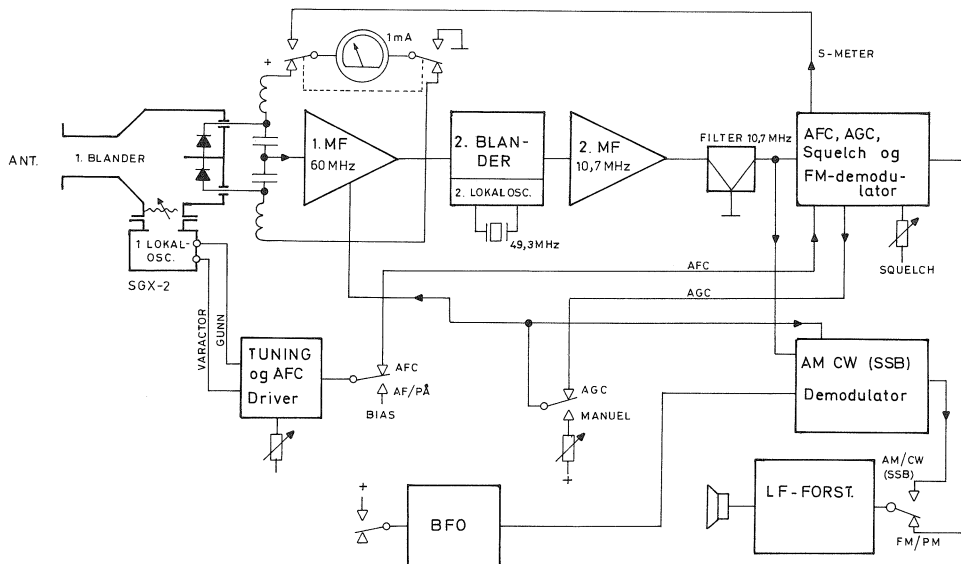 1 mA
+
S-METER
ANT.
1. BLANDER
1. MF
60 MHz
2. BLAN-
DER
2. LOKALOSC.
49,3MHz
2. MF
10,7 MHz
FILTER 10,7 MHz
AFC, AGC,
Squelch og
FM-demodu-
lator
SQUELCH
1 LOKAL-
OSC.
SGX-2
VARACTOR
GUNN
AFC
AGC
TUNING
og AFC
Driver
AFC
AF/PÅ
BIAS
AGC
MANUEL
+
AM CW (SSB)
Demodulator
AM/CW
(SSB)
LF-FORST.
FM/PM
+
BFO